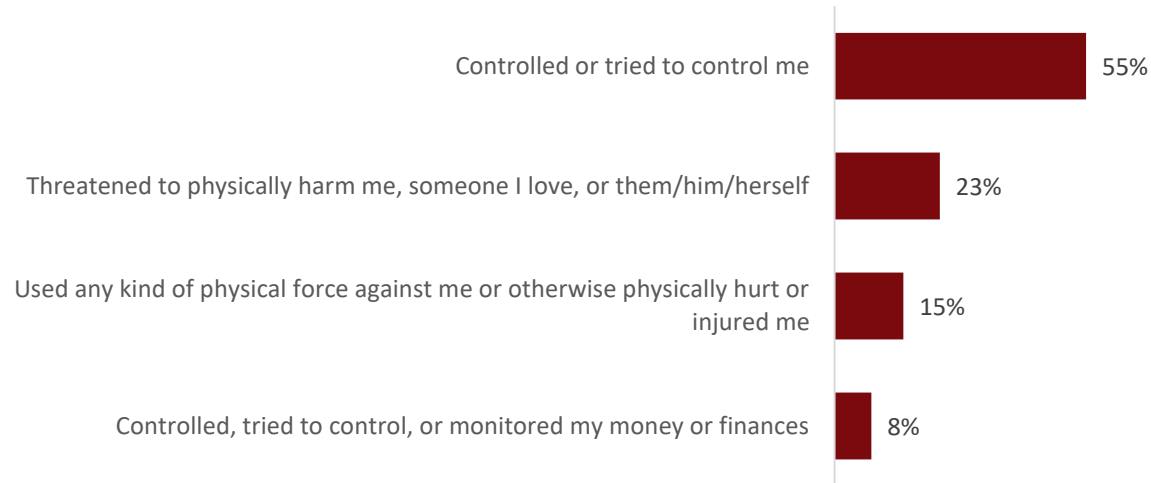 Controlled or tried to control me
55%
Threatened to physically harm me, someone I love, or them/him/herself
23%
Used any kind of physical force against me or otherwise physically hurt or
injured me
15%
Controlled, tried to control, or monitored my money or finances
8%